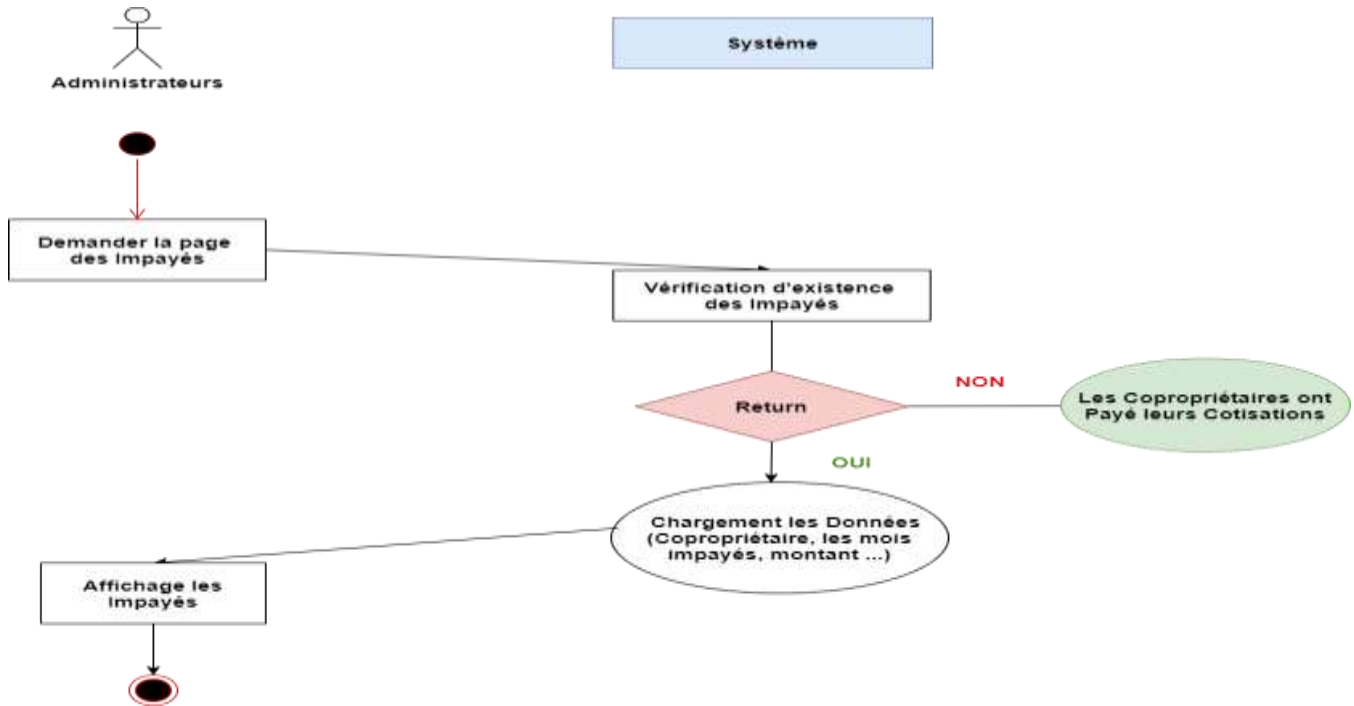 Administrateurs
Système
Demander la page
des Impayés
Vérification d'existence
des Impayés
Return
NON
Les Copropriétaires ont
Payé leurs Cotisations
OUI
Chargement les Données
(Copropriétaire, les mois
impayés, montant ...)
Affichage les
Impayés